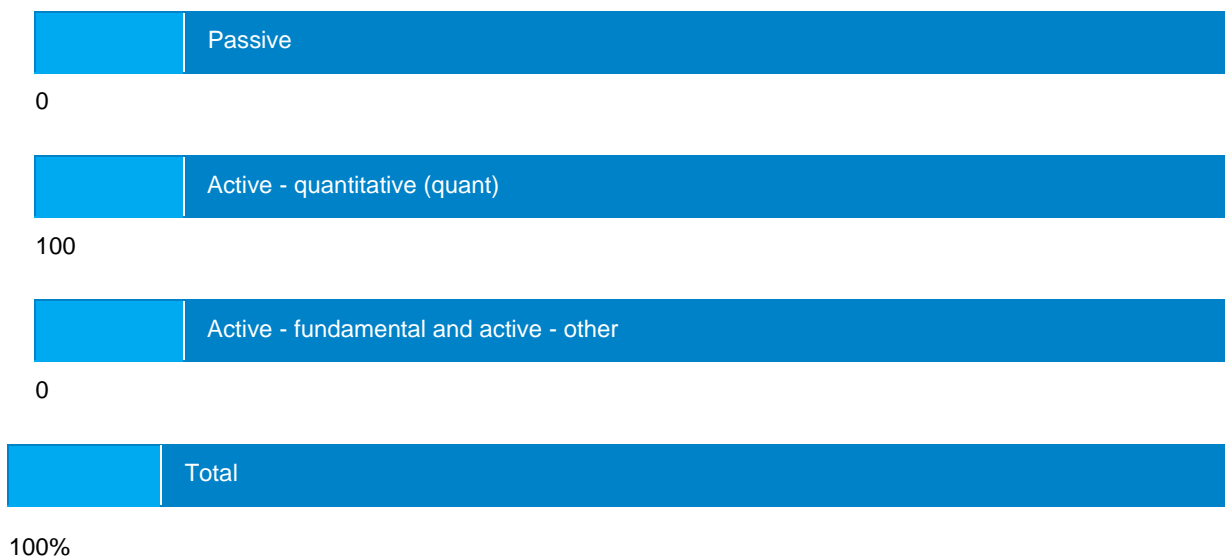 Passive
0
Active - quantitative (quant)
100
Active - fundamental and active - other
0
Total
100%